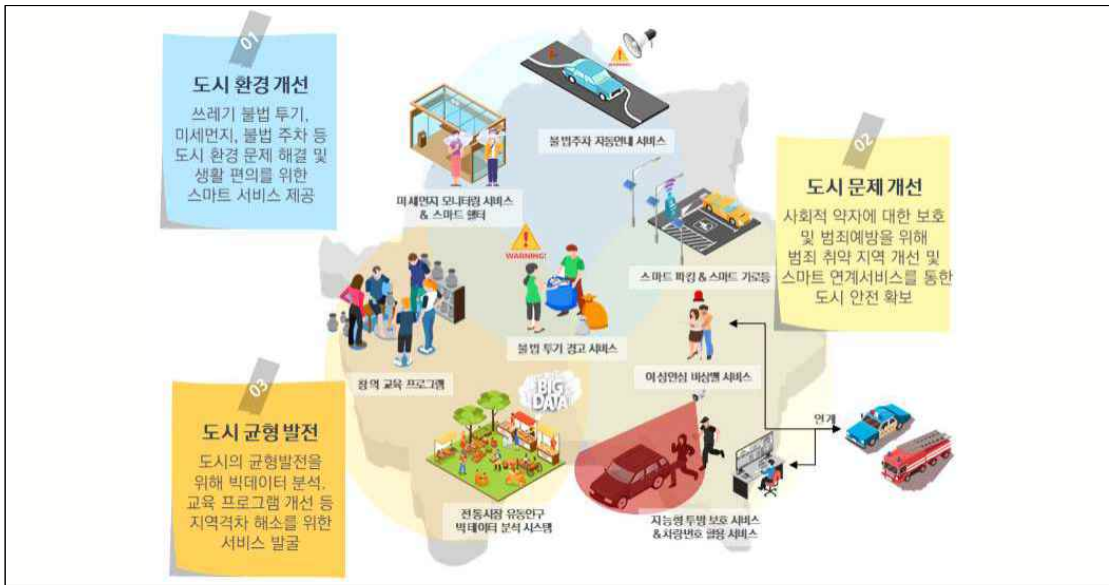 01
도시 환경 개선
쓰레기 불법 투기,
미세먼지, 불법 주차 등
도시 환경 문제 해결 및
생활 편의를 위한
스마트 서비스 제공
WARNING!
불법주차 자동안내 서비스
미세먼지 모니터링 서비스
& 스마트 쉘터
02
도시 문제 개선
사회적 약자에 대한 보호
및 범죄예방을 위해
범죄 취약 지역 개선 및
스마트 연계서비스를 통한
도시 안전 확보
스마트 파킹 & 스마트 가로등
WARNING!
불법 투기 경고 서비스
창의 교육 프로그램
여성안심 비상벨 서비스
03
도시 균형 발전
도시의 균형발전을
위해 빅데이터 분석,
교육 프로그램 개선 등
지역격차 해소를 위한
서비스 발굴
BIG
DATA
전통시장 유동인구
빅데이터 분석 시스템
연계
지능형 투망 보호 서비스
& 차량번호 활용 서비스